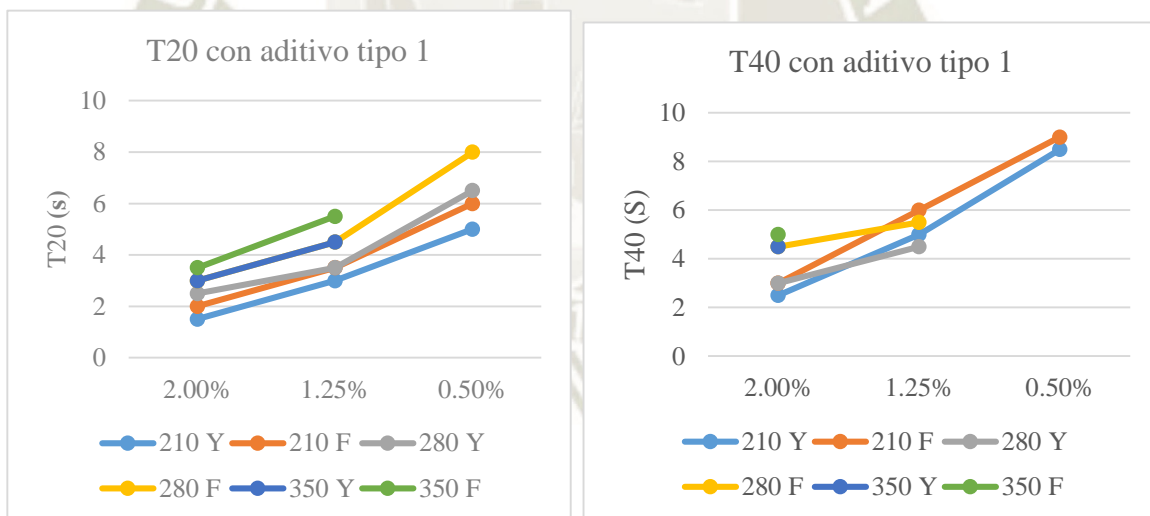 T20 con aditivo tipo 1
10
8
6
4
2
0
T20 (s)
2.00% 1.25% 0.50%
210 Y 210 F 280 Y
280 F 350 Y 350 F
T40 con aditivo tipo 1
10
8
6
4
2
0
T40 (S)
2.00% 1.25% 0.50%
210 Y 210 F 280 Y
280 F 350 Y 350 F